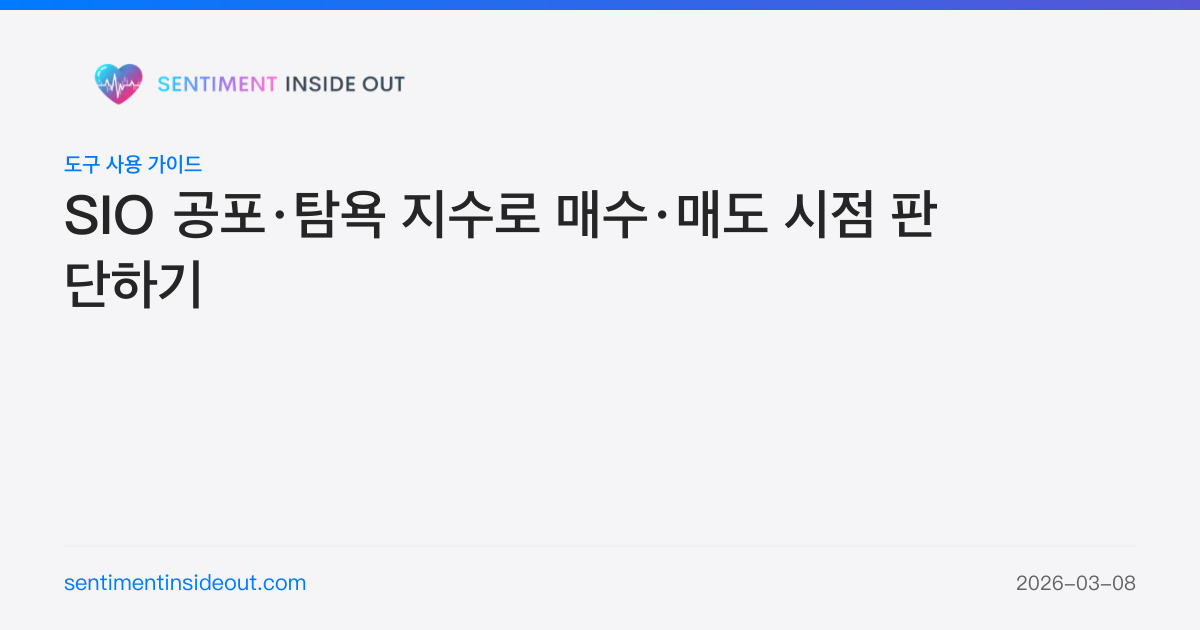 SENTIMENT INSIDE OUT
도구 사용 가이드
SIO 공포·탐욕 지수로 매수·매도 시점 판
단하기
sentimentinsideout.com
2026-03-08